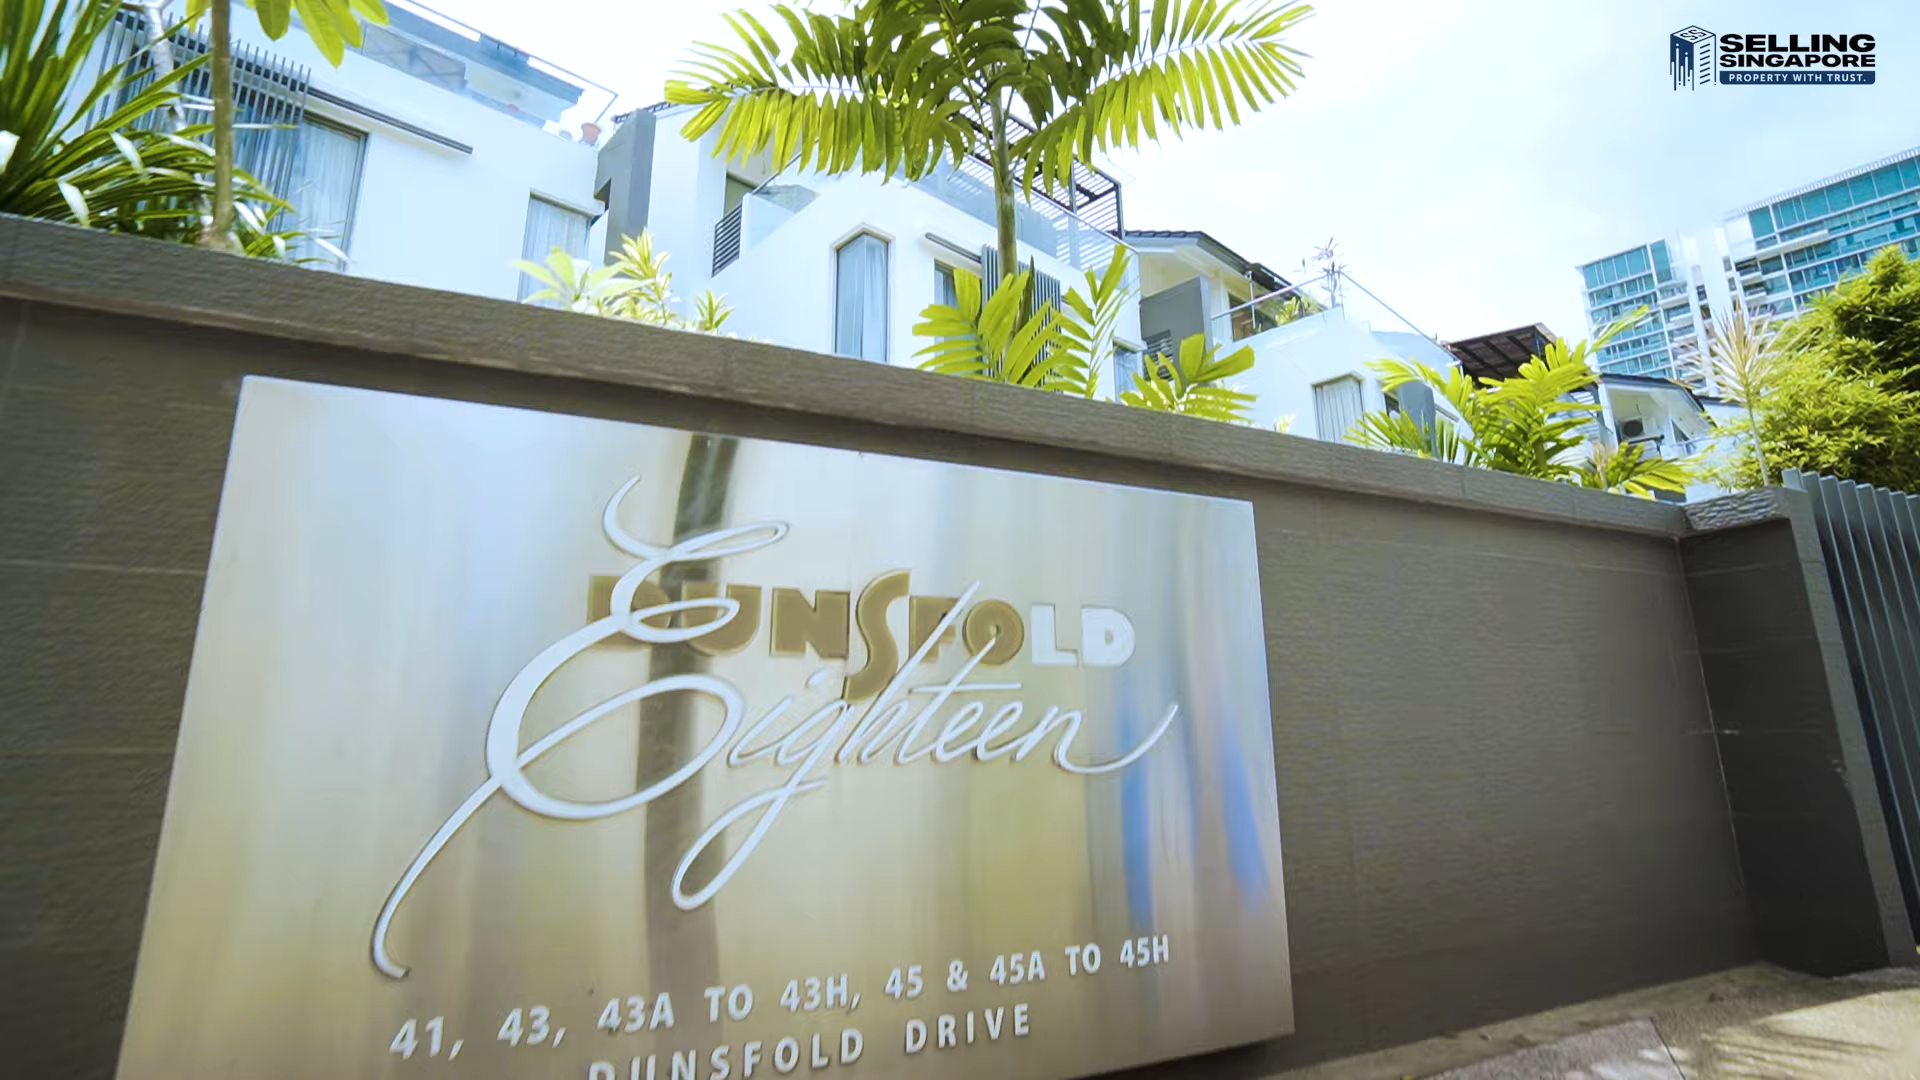 SELLING
SINGAPORE
PROPERTY WITH TRUST.
DUNSFOLD
Eighteen
41, 43, 43A TO 43H, 45 & 45A TO 45H
DUNSFOLD DRIVE